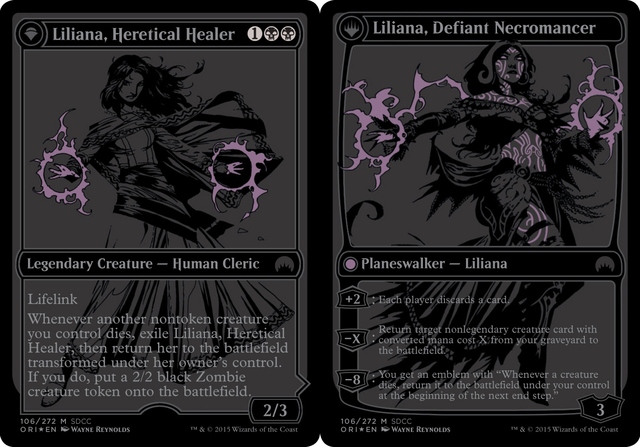 Liliana, Heretical Healer 1
Legendary Creature — Human Cleric
Lifelink
Whenever another nontoken creature
you control dies, exile Liliana, Heretical
Healer, then return her to the battlefield
transformed under her owner's control.
If you do, put a 2/2 black Zombie
creature token onto the battlefield.
2/3
106/272 M SDCC
ORI★EN Wayne Reynolds
™ & © 2015 Wizards of the Coast
Liliana, Defiant Necromancer
Planeswalker — Liliana
+2 : Each player discards a card.
-X : Return target nonlegendary creature card with
converted mana cost X from your graveyard to
the battlefield.
-8 : You get an emblem with "Whenever a creature
dies, return it to the battlefield under your control
at the beginning of the next end step."
3
106/272 M SDCC
ORI★EN Wayne Reynolds
™ & © 2015 Wizards of the Coast